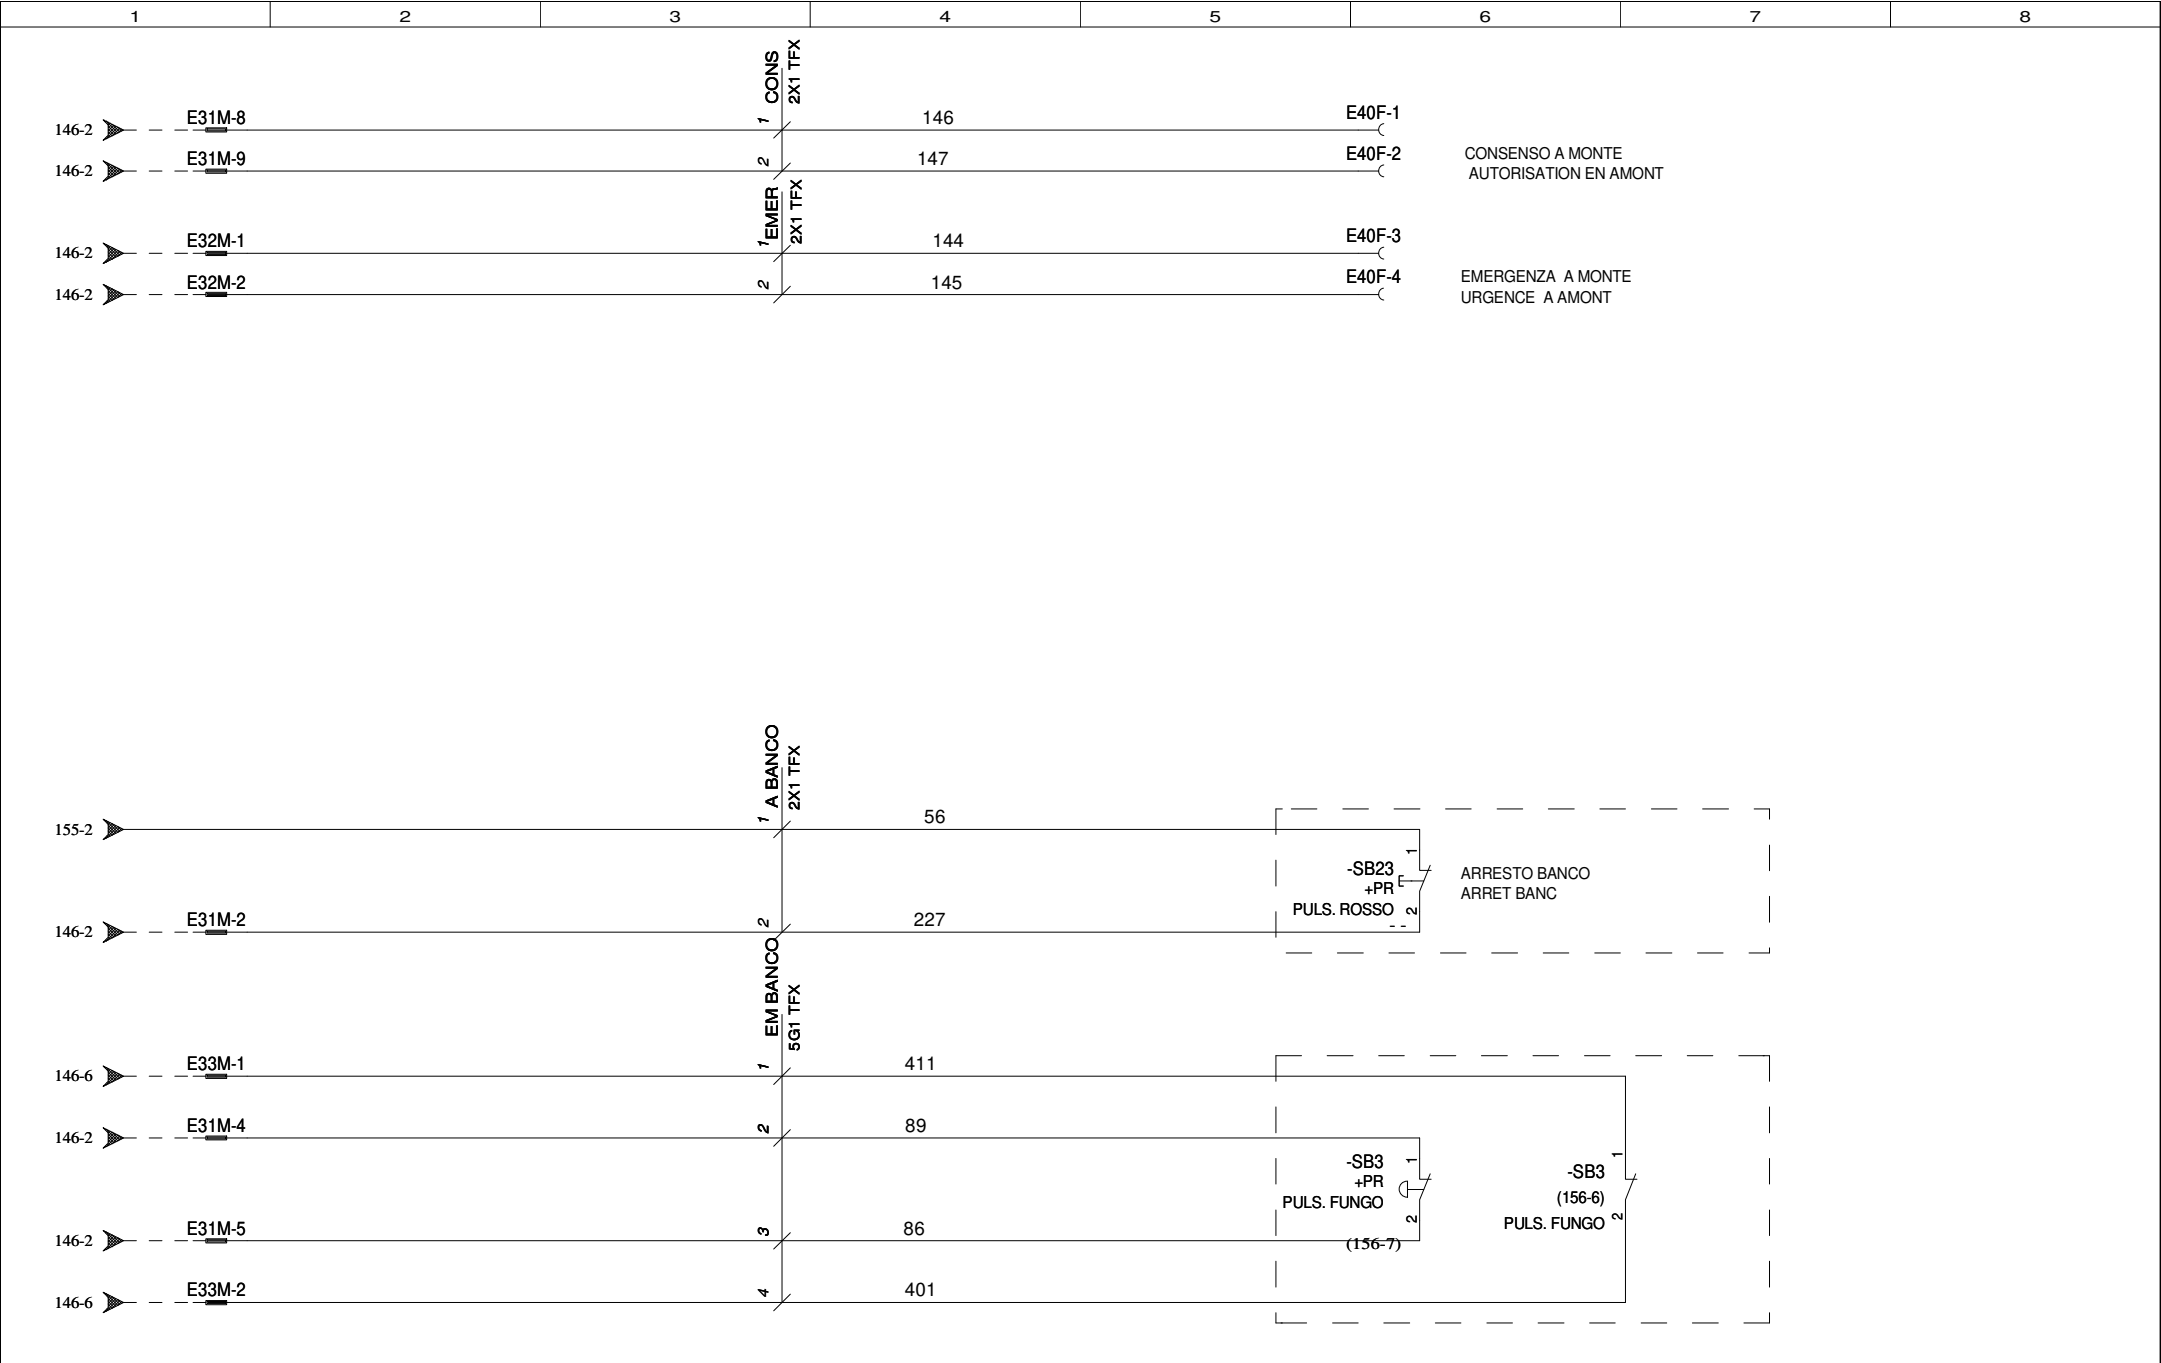 1 2 3 4 5 6 7 8
CONS
2X1 TFX
146-2 E31M-8 1 146 E40F-1
146-2 E31M-9 2 147 E40F-2
CONSENSO A MONTE
AUTORISATION EN AMONT
EMER
2X1 TFX
146-2 E32M-1 1 144 E40F-3
146-2 E32M-2 2 145 E40F-4
EMERGENZA A MONTE
URGENCE A AMONT
A BANCO
2X1 TFX
155-2 1 56
1
-SB23
+PR
PULS. ROSSO 2
- -
ARRESTO BANCO
ARRET BANC
146-2 E31M-2 2 227
EM BANCO
5G1 TFX
146-6 E33M-1 1 411
146-2 E31M-4 2 89
-SB3 1
+PR
PULS. FUNGO
2
(156-7)
1
-SB3
(156-6)
PULS. FUNGO 2
146-2 E31M-5 3 86
146-6 E33M-2 4 401